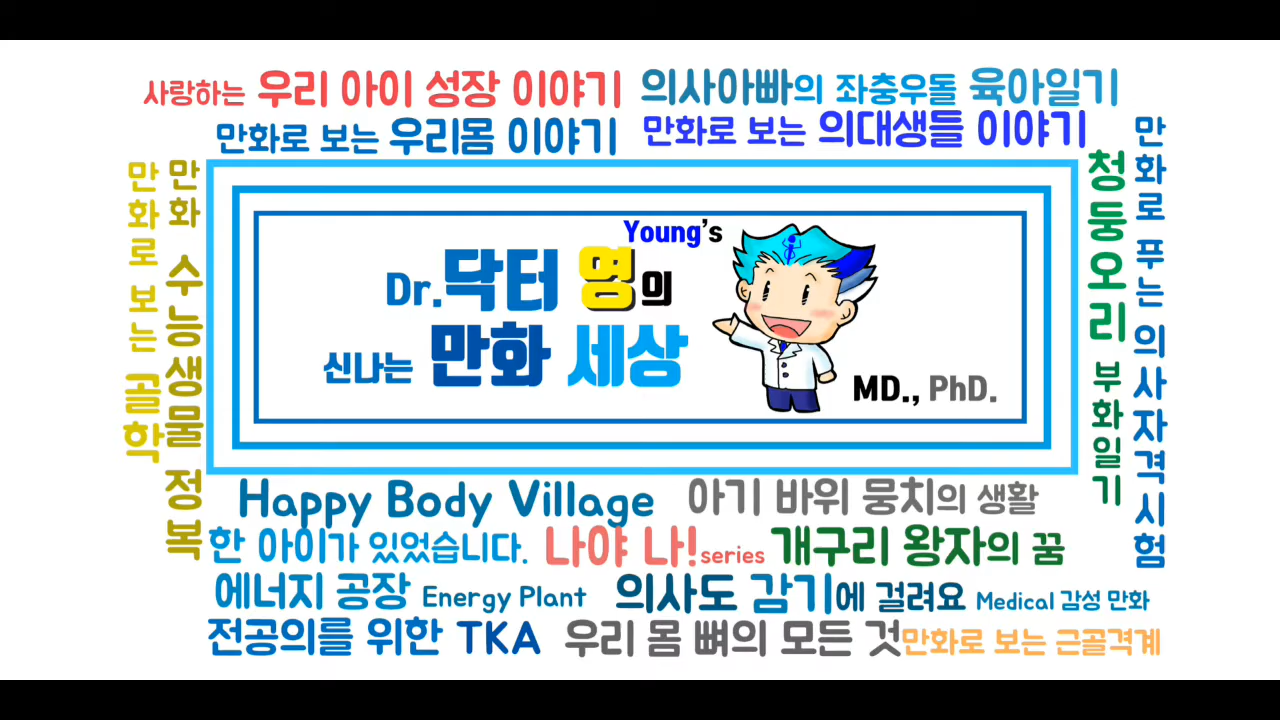 사랑하는 우리 아이 성장 이야기
의사아빠의 좌충우돌 육아일기
만화로 보는 우리몸 이야기
만화로 보는 의대생들 이야기
만화로 보는 골학
만화 수능생물 정복
Young's
Dr.닥터 영의
신나는 만화 세상
MD., PhD.
청둥오리 부화일기
만화로 푸는 의사자격시험
Happy Body Village
아기 바위 뭉치의 생활
한 아이가 있었습니다.
나야 나!series
개구리 왕자의 꿈
에너지 공장 Energy Plant
의사도 감기에 걸려요 Medical 감성 만화
전공의를 위한 TKA
우리 몸 뼈의 모든 것
만화로 보는 근골격계